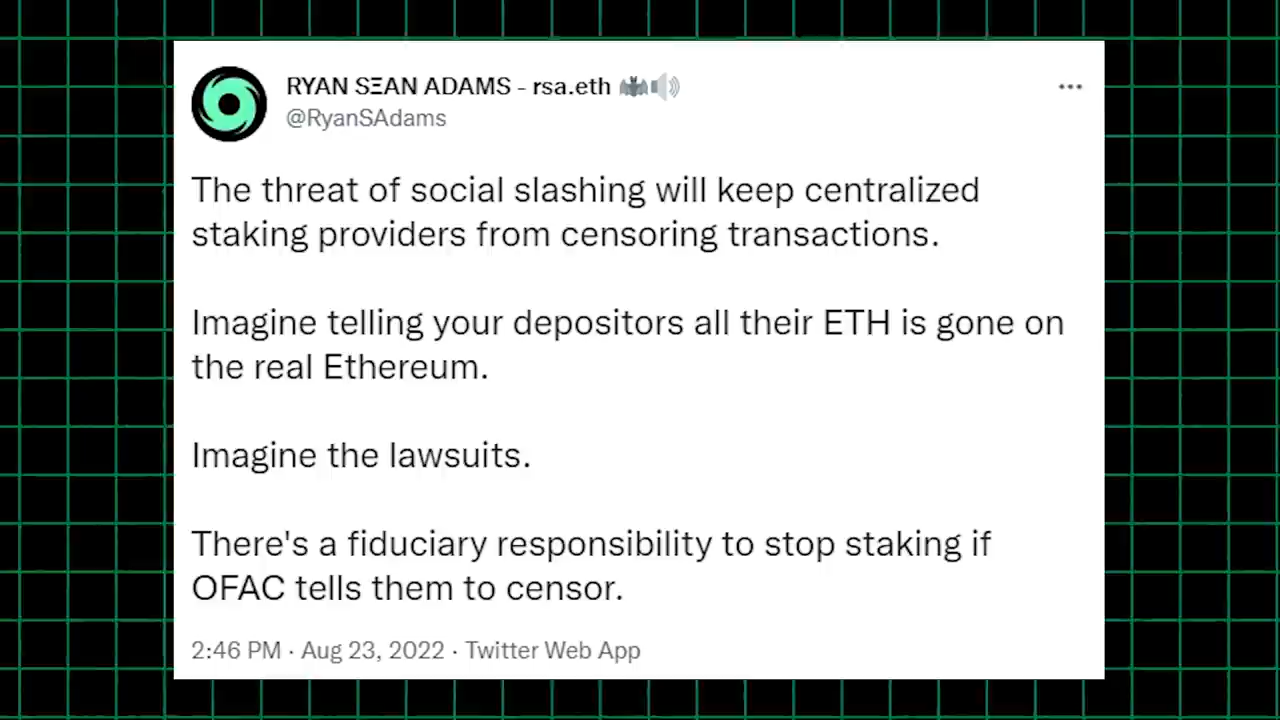 RYAN SΞAN ADAMS - rsa.eth 🦇🔊
@RyanSAdams
The threat of social slashing will keep centralized
staking providers from censoring transactions.
Imagine telling your depositors all their ETH is gone on
the real Ethereum.
Imagine the lawsuits.
There's a fiduciary responsibility to stop staking if
OFAC tells them to censor.
2:46 PM · Aug 23, 2022 · Twitter Web App